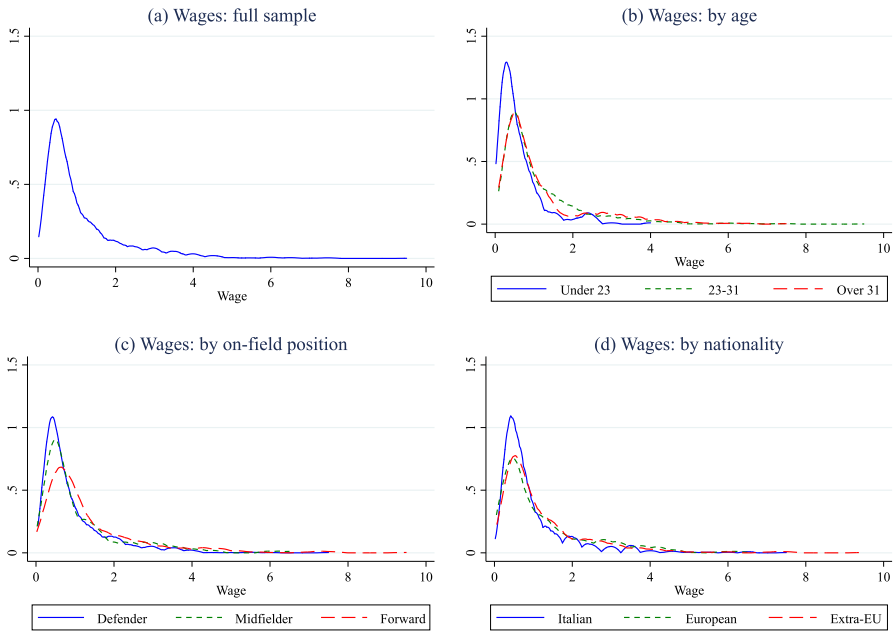 (a) Wages: full sample
1.5
1
.5
0
0 2 4 6 8 10
Wage
(b) Wages: by age
1.5
1
.5
0
0 2 4 6 8 10
Wage
Under 23 23-31 Over 31
(c) Wages: by on-field position
1.5
1
.5
0
0 2 4 6 8 10
Wage
Defender Midfielder Forward
(d) Wages: by nationality
1.5
1
.5
0
0 2 4 6 8 10
Wage
Italian European Extra-EU